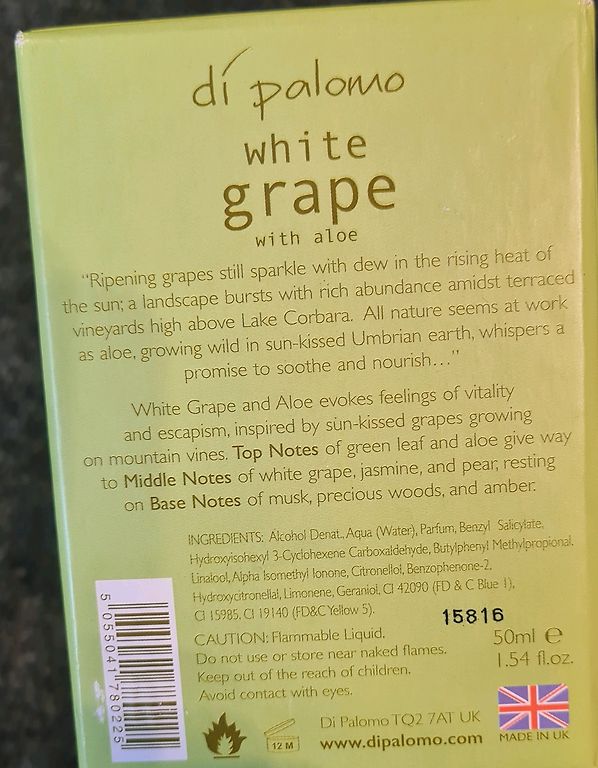 dí palomo
white
grape
with aloe
"Ripening grapes still sparkle with dew in the rising heat of
the sun; a landscape bursts with rich abundance amidst terraced
vineyards high above Lake Corbara. All nature seems at work
as aloe, growing wild in sun-kissed Umbrian earth, whispers a
promise to soothe and nourish..."
White Grape and Aloe evokes feelings of vitality
and escapism, inspired by sun-kissed grapes growing
on mountain vines. Top Notes of green leaf and aloe give way
to Middle Notes of white grape, jasmine, and pear, resting
on Base Notes of musk, precious woods, and amber.
INGREDIENTS: Alcohol Denat., Aqua (Water), Parfum, Benzyl Salicylate,
Hydroxyisohexyl 3-Cyclohexene Carboxaldehyde, Butylphenyl Methylpropional,
Linalool, Alpha Isomethyl Ionone, Citronellol, Benzophenone-2,
Hydroxycitronellal, Limonene, Geraniol, CI 42090 (FD & C Blue 1),
CI 15985, CI 19140 (FD&C Yellow 5).
15816
CAUTION: Flammable Liquid.
Do not use or store near naked flames.
Keep out of the reach of children.
Avoid contact with eyes.
50ml e
1.54 fl.oz.
5 055041 780225
12 M
Di Palomo TQ2 7AT UK
www.dipalomo.com
MADE IN UK